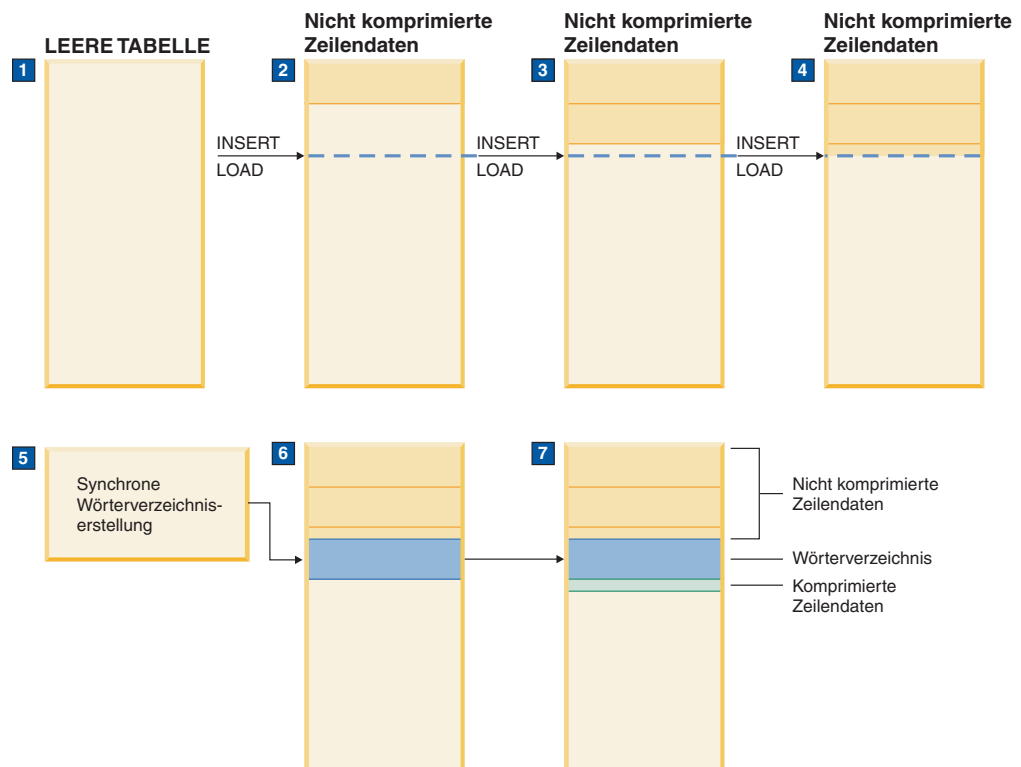 LEERE TABELLE
Nicht komprimierte
Zeilendaten
Nicht komprimierte
Zeilendaten
Nicht komprimierte
Zeilendaten
1
2
3
4
INSERT
LOAD
INSERT
LOAD
INSERT
LOAD
5
Synchrone
Wörterverzeichnis-
erstellung
6
7
Nicht komprimierte
Zeilendaten
Wörterverzeichnis
Komprimierte
Zeilendaten